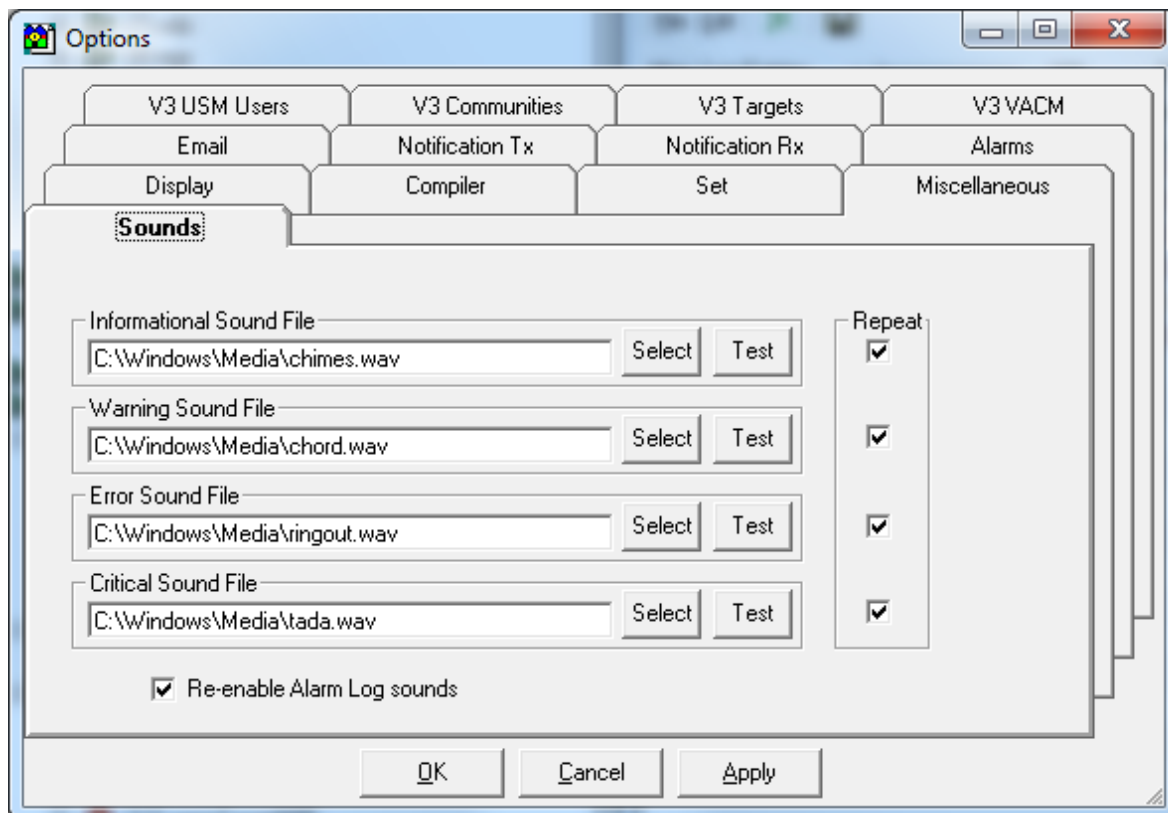 Options
V3 USM Users V3 Communities V3 Targets V3 VACM
Email Notification Tx Notification Rx Alarms
Display Compiler Set Miscellaneous
Sounds
Informational Sound File Repeat
C:\Windows\Media\chimes.wav Select Test
Warning Sound File
C:\Windows\Media\chord.wav Select Test
Error Sound File
C:\Windows\Media\ringout.wav Select Test
Critical Sound File
C:\Windows\Media\tada.wav Select Test
Re-enable Alarm Log sounds
OK Cancel Apply